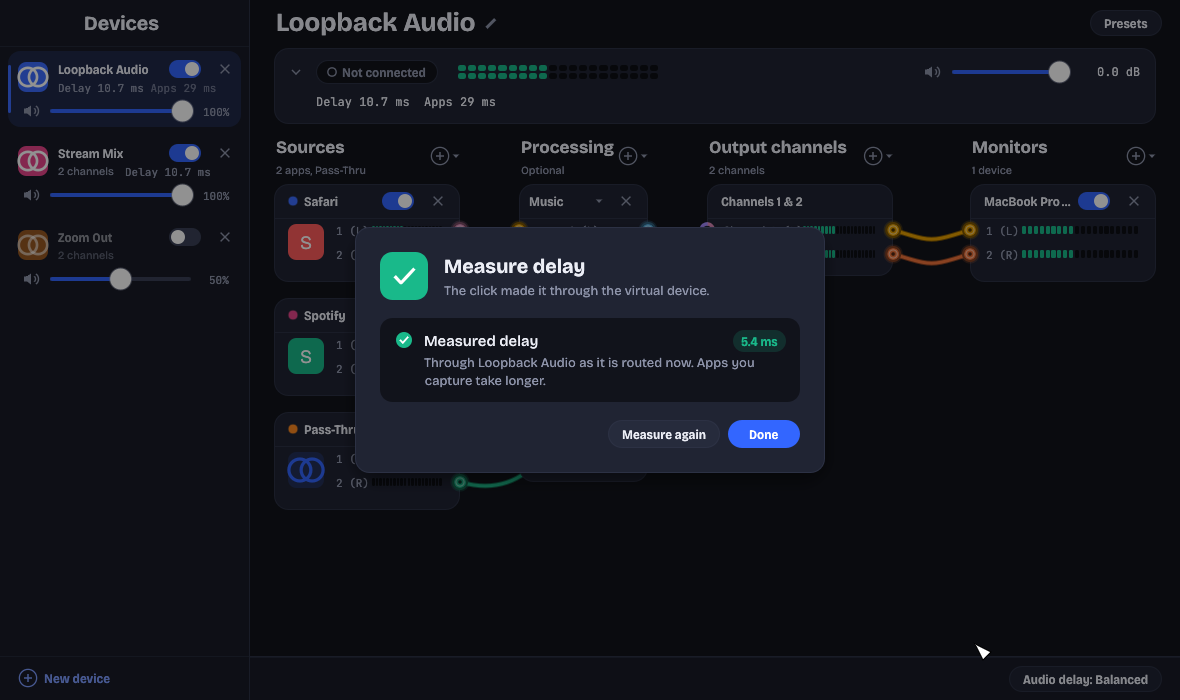 Devices
Loopback Audio
Delay 10.7 ms Apps 29 ms
100%
Stream Mix
2 channels Delay 10.7 ms
100%
Zoom Out
2 channels
50%
New device
Loopback Audio
Presets
Not connected
0.0 dB
Delay 10.7 ms Apps 29 ms
Sources
2 apps, Pass-Thru
Processing
Optional
Output channels
2 channels
Monitors
1 device
Safari
S
1
2
Music
Channels 1 & 2
MacBook Pro ...
1 (L)
2 (R)
Spotify
S
1
2
Pass-Thru
1
2 (R)
Measure delay
The click made it through the virtual device.
Measured delay
5.4 ms
Through Loopback Audio as it is routed now. Apps you
capture take longer.
Measure again
Done
Audio delay: Balanced